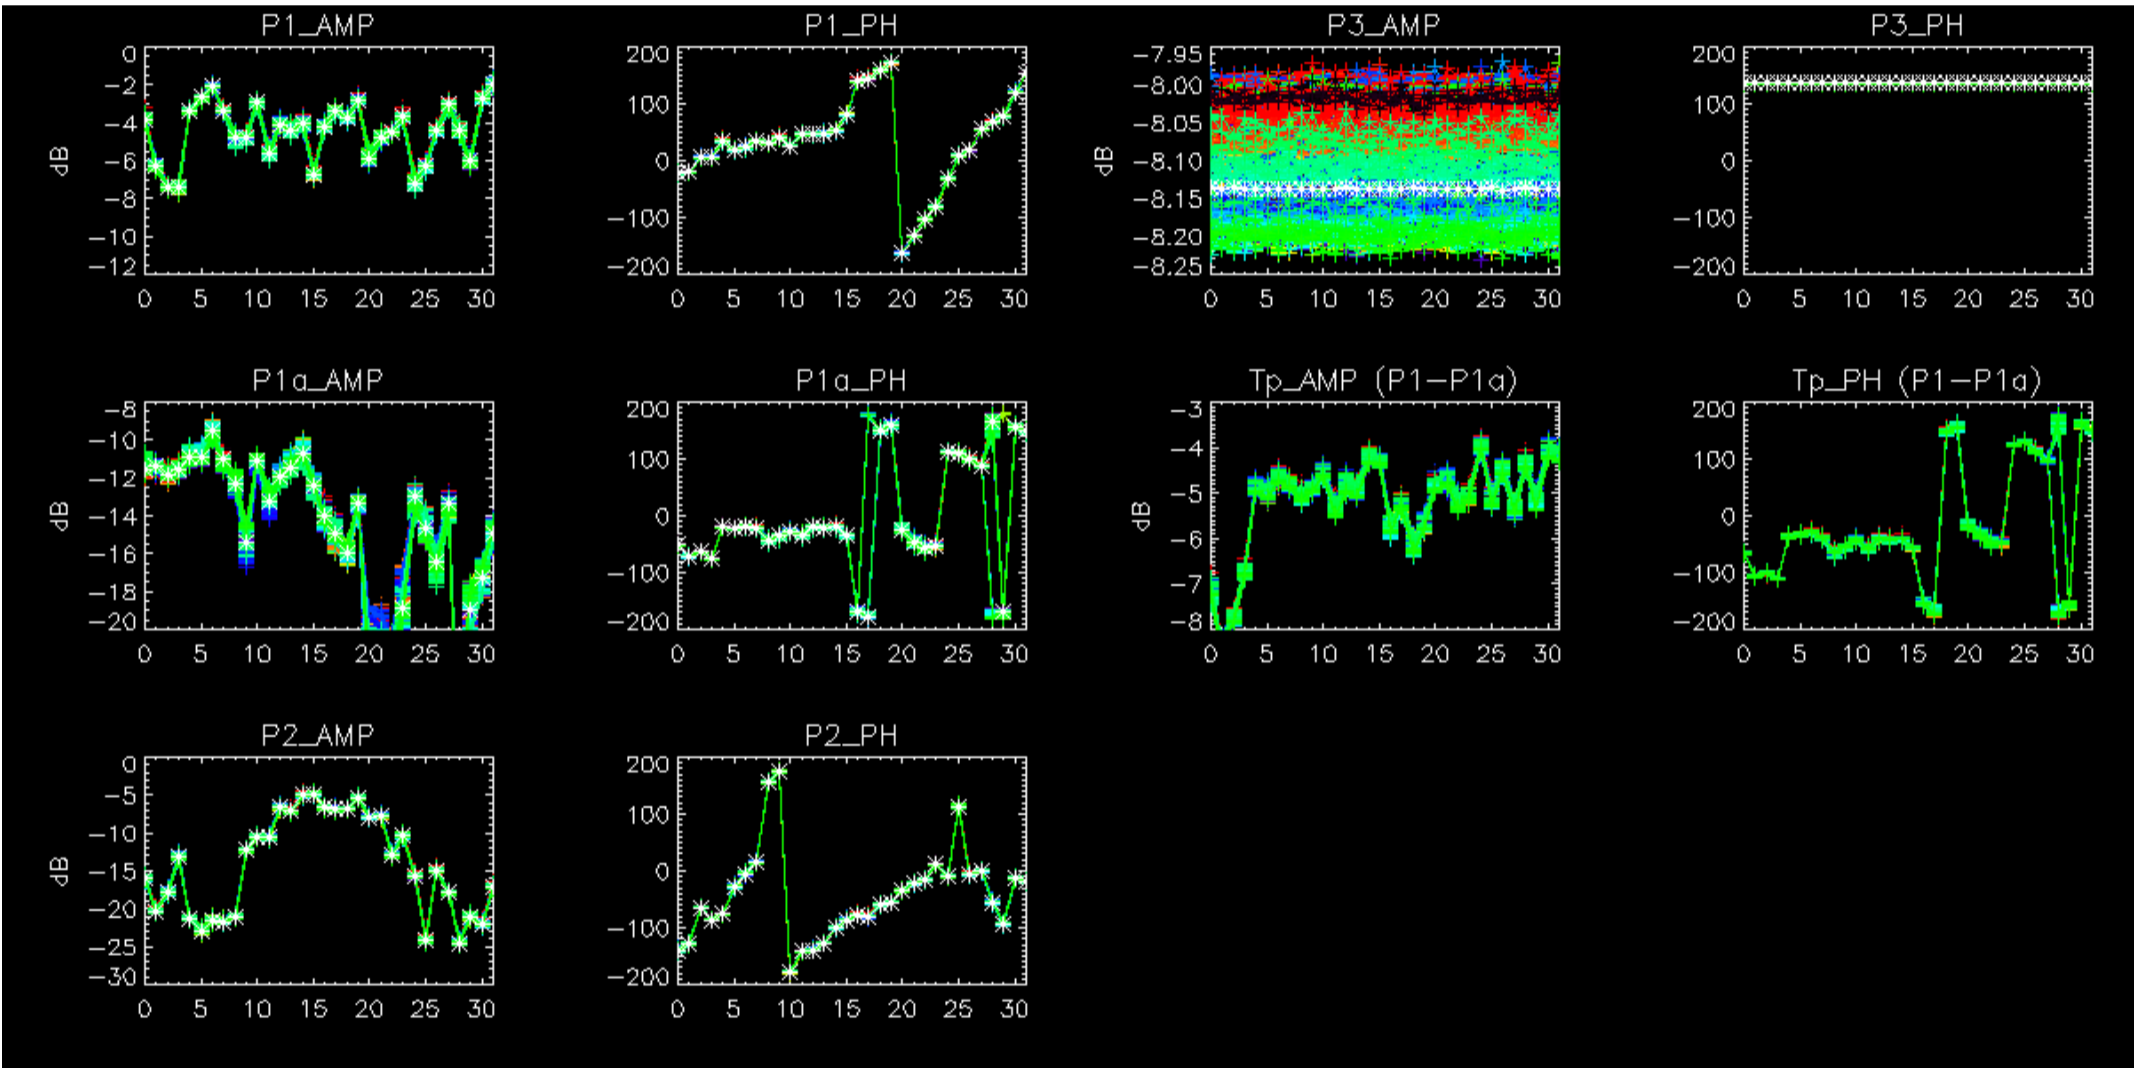 P1_AMP
0
−2
−4
−6
−8
−10
−12
dB
0 5 10 15 20 25 30
P1_PH
200
100
0
−100
−200
0 5 10 15 20 25 30
P3_AMP
−7.95
−8.00
−8.05
−8.10
−8.15
−8.20
−8.25
dB
0 5 10 15 20 25 30
P3_PH
200
100
0
−100
−200
0 5 10 15 20 25 30
P1a_AMP
−8
−10
−12
−14
−16
−18
−20
dB
0 5 10 15 20 25 30
P1a_PH
200
100
0
−100
−200
0 5 10 15 20 25 30
Tp_AMP (P1−P1a)
−3
−4
−5
−6
−7
−8
dB
0 5 10 15 20 25 30
Tp_PH (P1−P1a)
200
100
0
−100
−200
0 5 10 15 20 25 30
P2_AMP
0
−5
−10
−15
−20
−25
−30
dB
0 5 10 15 20 25 30
P2_PH
200
100
0
−100
−200
0 5 10 15 20 25 30